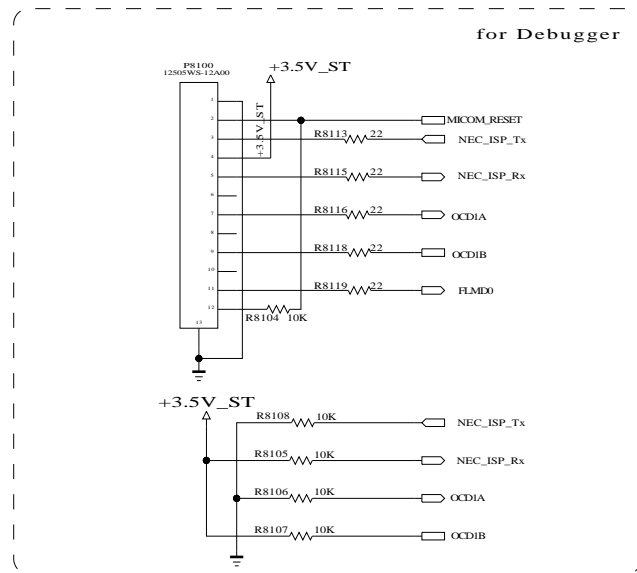 for Debugger
P8100
12505WS-12A00
+3.5V_ST
+3.5V_ST
1
2
MICOM_RESET
3
R8113
22
NEC_ISP_Tx
4
5
R8115
22
NEC_ISP_Rx
6
7
R8116
22
OCD1A
8
9
R8118
22
OCD1B
10
11
R8119
22
FLMD0
12
R8104
10K
13
+3.5V_ST
R8108
10K
NEC_ISP_Tx
R8105
10K
NEC_ISP_Rx
R8106
10K
OCD1A
R8107
10K
OCD1B